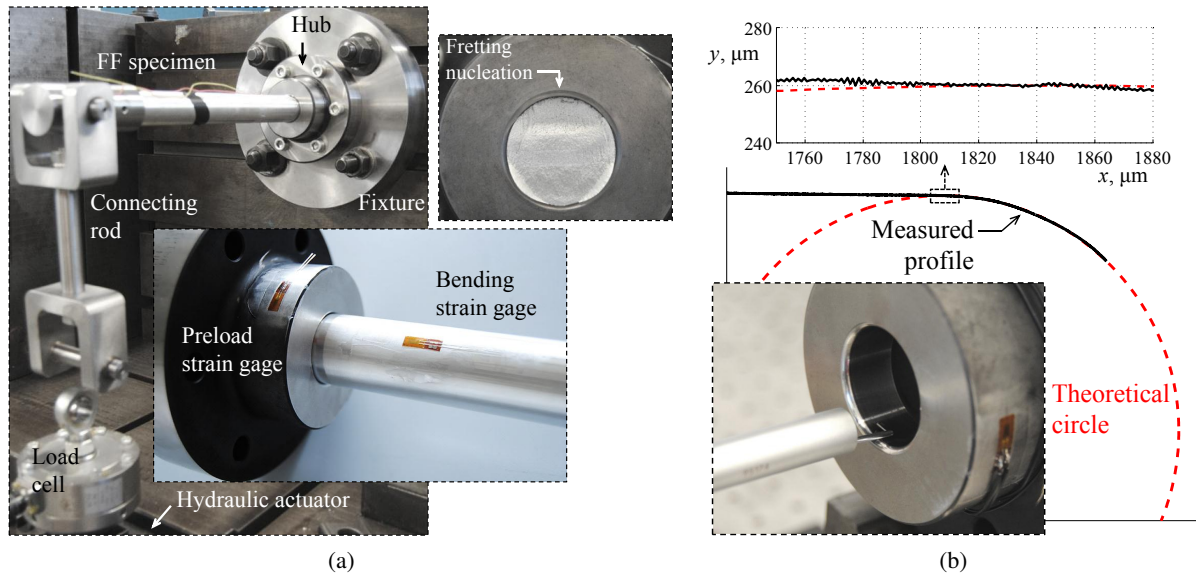 Hub
FF specimen
Fretting
nucleation
Connecting
rod
Fixture
Bending
strain gage
Preload
strain gage
Load
cell
Hydraulic actuator
(a)
280
y, μm
260
240
1760
1780
1800
1820
1840
1860
1880
x, μm
Measured
profile
Theoretical
circle
(b)